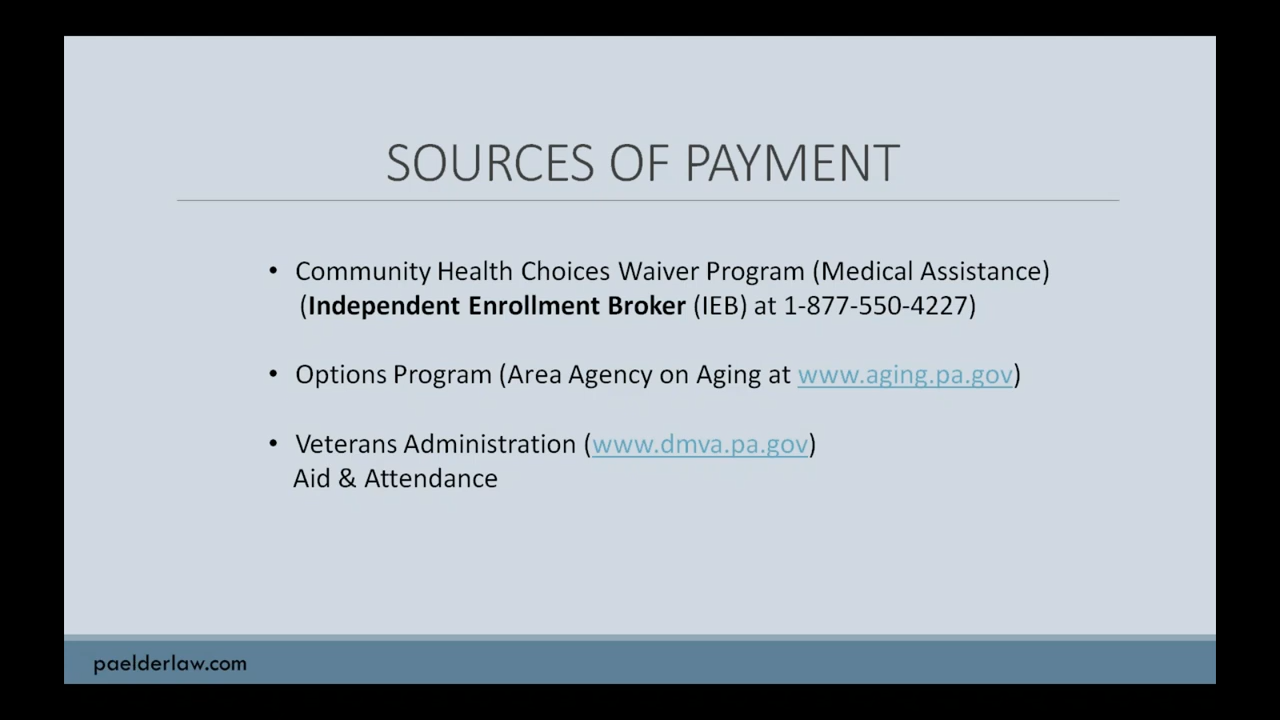 SOURCES OF PAYMENT
• Community Health Choices Waiver Program (Medical Assistance)
(Independent Enrollment Broker (IEB) at 1-877-550-4227)
• Options Program (Area Agency on Aging at www.aging.pa.gov)
• Veterans Administration (www.dmva.pa.gov)
Aid & Attendance
paelderlaw.com